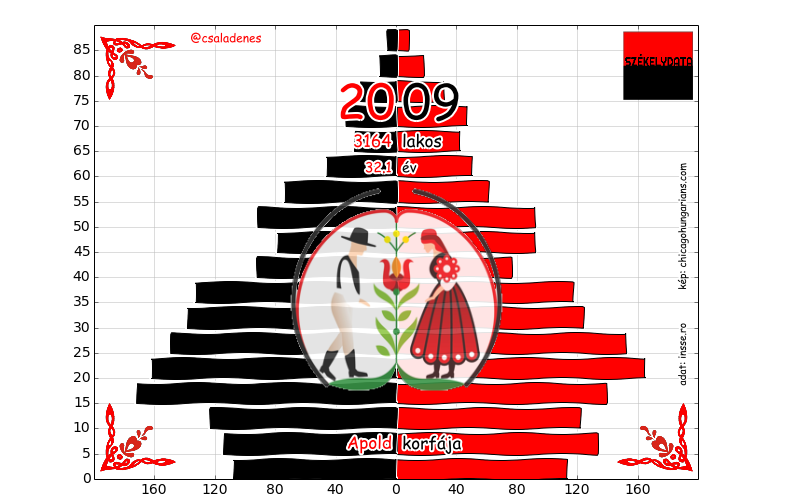 @csaladenes
SZÉKELYDATA
2009
3164 lakos
32.1 év
Apold korfája
kép: chicagohungarians.com
adat: insse.ro
85
80
75
70
65
60
55
50
45
40
35
30
25
20
15
10
5
0
160 120 80 40 0 40 80 120 160